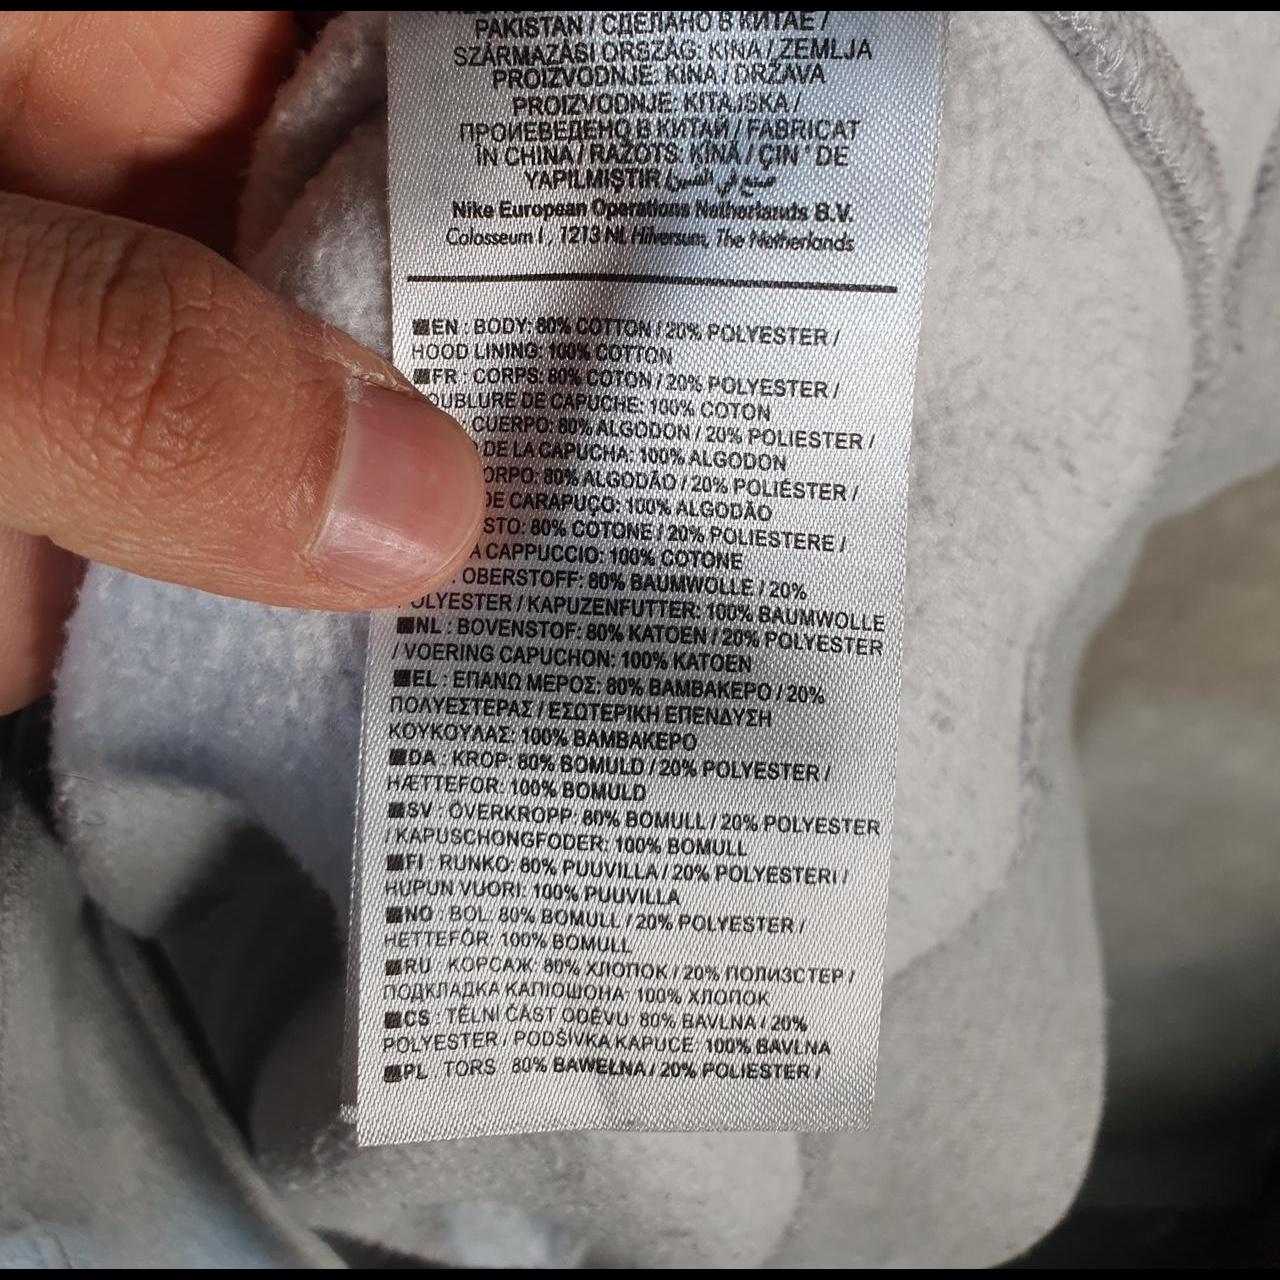 PAKISTAN / СДЕЛАНО В КИТАЕ /
SZÁRMAZÁSI ORSZÁG: KÍNA / ZEMLJA
PROIZVODNJE: KINA / DRŽAVA
PROIZVODNJE: KITAJSKA /
ПРОИЕВЕДЕНО В КИТАЙ / FABRICAT
ÎN CHINA / RAŽOTS: ĶĪNĀ / ÇİN ' DE
YAPILMIŞTIR / صنع في الصين
Nike European Operations Netherlands B.V.
Colosseum 1, 1213 NL Hilversum, The Netherlands
EN : BODY: 80% COTTON / 20% POLYESTER /
HOOD LINING: 100% COTTON
FR : CORPS: 80% COTON / 20% POLYESTER /
OUBLURE DE CAPUCHE: 100% COTON
CUERPO: 80% ALGODON / 20% POLIESTER /
DE LA CAPUCHA: 100% ALGODON
ORPO: 80% ALGODÃO / 20% POLIÉSTER /
DE CARAPUÇO: 100% ALGODÃO
STO: 80% COTONE / 20% POLIESTERE /
A CAPPUCCIO: 100% COTONE
: OBERSTOFF: 80% BAUMWOLLE / 20%
POLYESTER / KAPUZENFUTTER: 100% BAUMWOLLE
NL : BOVENSTOF: 80% KATOEN / 20% POLYESTER
/ VOERING CAPUCHON: 100% KATOEN
EL : ΕΠΑΝΩ ΜΕΡΟΣ: 80% ΒΑΜΒΑΚΕΡΟ / 20%
ΠΟΛΥΕΣΤΕΡΑΣ / ΕΣΩΤΕΡΙΚΗ ΕΠΕΝΔΥΣΗ
ΚΟΥΚΟΥΛΑΣ: 100% ΒΑΜΒΑΚΕΡΟ
DA : KROP: 80% BOMULD / 20% POLYESTER /
HÆTTEFOR: 100% BOMULD
SV : ÖVERKROPP: 80% BOMULL / 20% POLYESTER
/ KAPUSCHONGFODER: 100% BOMULL
FI : RUNKO: 80% PUUVILLA / 20% POLYESTERI /
HUPUN VUORI: 100% PUUVILLA
NO : BOL: 80% BOMULL / 20% POLYESTER /
HETTEFÔR: 100% BOMULL
RU : КОРСАЖ: 80% ХЛОПОК / 20% ПОЛИЭСТЕР /
ПОДКЛАДКА КАПЮШОНА: 100% ХЛОПОК
CS : TĚLNÍ ČÁST ODĚVU: 80% BAVLNA / 20%
POLYESTER / PODŠÍVKA KAPUCE: 100% BAVLNA
PL : TORS : 80% BAWEŁNA / 20% POLIESTER /